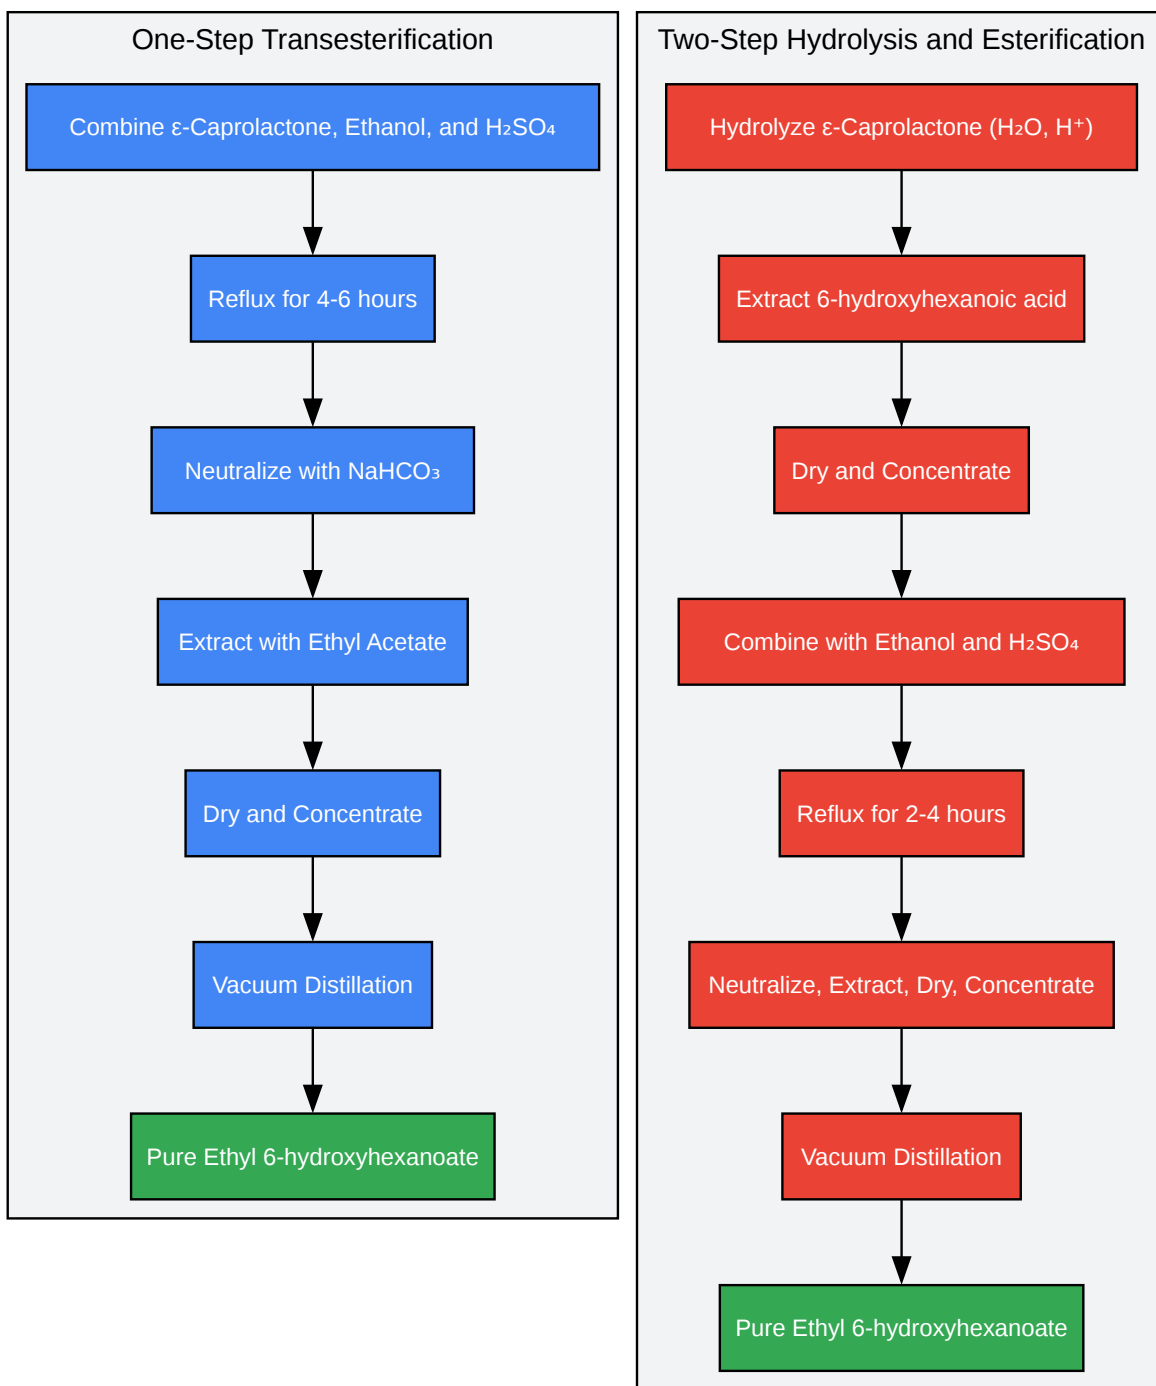 One-Step Transesterification
Combine ε-Caprolactone, Ethanol, and H₂SO₄
Reflux for 4-6 hours
Neutralize with NaHCO₃
Extract with Ethyl Acetate
Dry and Concentrate
Vacuum Distillation
Pure Ethyl 6-hydroxyhexanoate
Two-Step Hydrolysis and Esterification
Hydrolyze ε-Caprolactone (H₂O, H⁺)
Extract 6-hydroxyhexanoic acid
Dry and Concentrate
Combine with Ethanol and H₂SO₄
Reflux for 2-4 hours
Neutralize, Extract, Dry, Concentrate
Vacuum Distillation
Pure Ethyl 6-hydroxyhexanoate